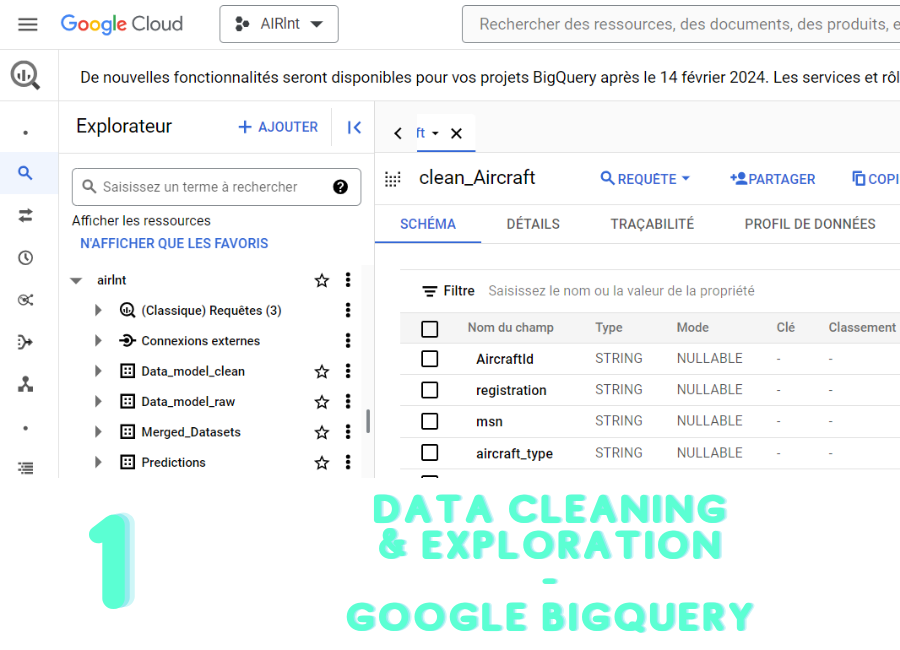 Google Cloud
AIRInt
Rechercher des ressources, des documents, des produits, e
De nouvelles fonctionnalités seront disponibles pour vos projets BigQuery après le 14 février 2024. Les services et rôl
Explorateur
+ AJOUTER
ft
Saisissez un terme à rechercher
?
clean_Aircraft
REQUÊTE
PARTAGER
COPI
Afficher les ressources
N'AFFICHER QUE LES FAVORIS
SCHÉMA DÉTAILS TRAÇABILITÉ PROFIL DE DONNÉES
airInt
(Classique) Requêtes (3)
Connexions externes
Data_model_clean
Data_model_raw
Merged_Datasets
Predictions
Filtre Saisissez le nom ou la valeur de la propriété
Nom du champ Type Mode Clé Classement
AircraftId STRING NULLABLE - -
registration STRING NULLABLE - -
msn STRING NULLABLE - -
aircraft_type STRING NULLABLE - -
1
DATA CLEANING
& EXPLORATION
-
GOOGLE BIGQUERY